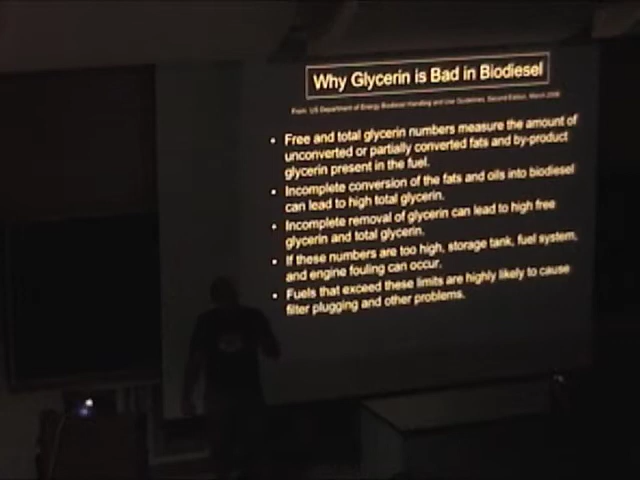 Why Glycerin is Bad in Biodiesel
From: US Department of Energy Biodiesel Handling and Use Guidelines, Second Edition, March 2006
• Free and total glycerin numbers measure the amount of
unconverted or partially converted fats and by-product
glycerin present in the fuel.
• Incomplete conversion of the fats and oils into biodiesel
can lead to high total glycerin.
• Incomplete removal of glycerin can lead to high free
glycerin and total glycerin.
• If these numbers are too high, storage tank, fuel system,
and engine fouling can occur.
• Fuels that exceed these limits are highly likely to cause
filter plugging and other problems.